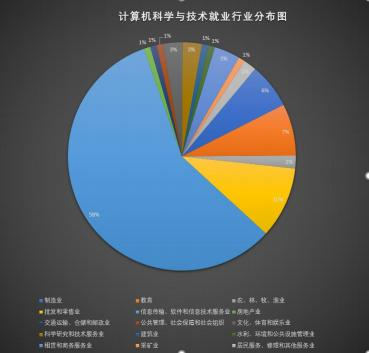 计算机科学与技术就业行业分布图
1% 1% 1% 3% 3% 1% 1% 3% 1%
6%
7%
2%
58%
制造业 教育 农、林、牧、渔业
批发和零售业 信息传输、软件和信息技术服务业 房地产业
交通运输、仓储和邮政业 公共管理、社会保障和社会组织 文化、体育和娱乐业
科学研究和技术服务业 建筑业 水利、环境和公共设施管理业
租赁和商务服务业 采矿业 居民服务、修理和其他服务业